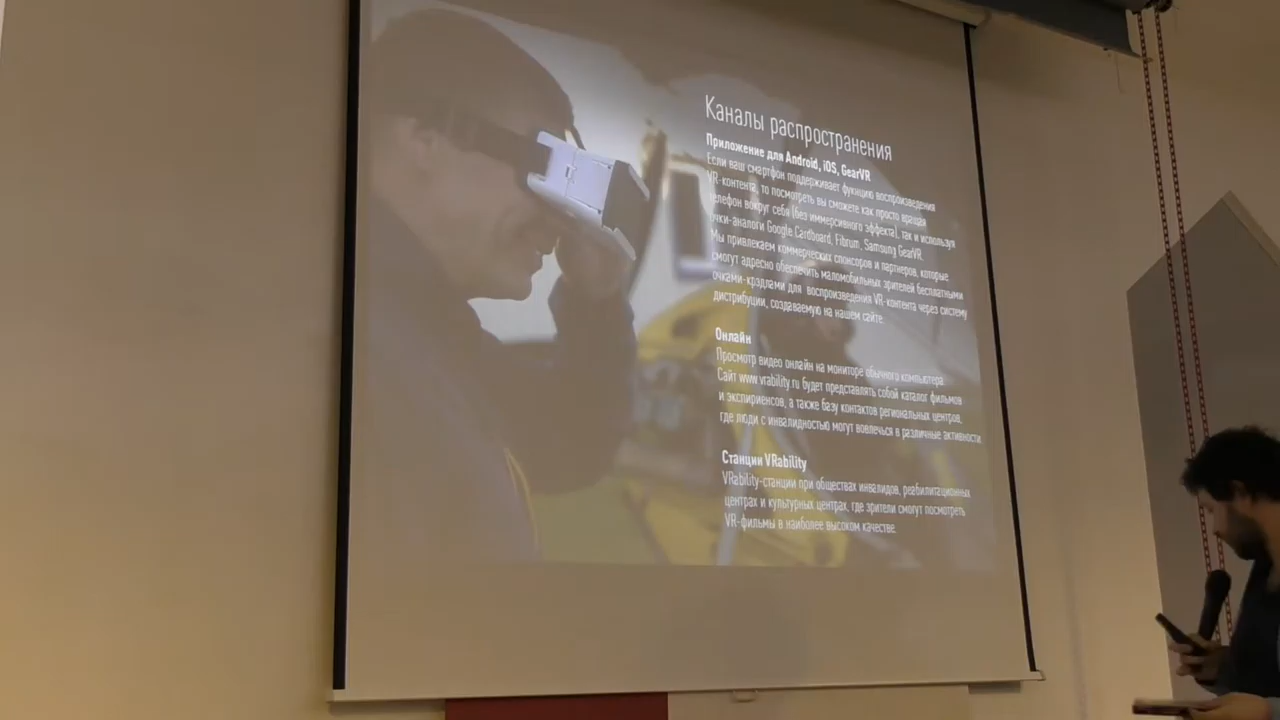 Каналы распространения
Приложение для Android, iOS, GearVR
Если ваш смартфон поддерживает функцию воспроизведения
VR-контента, то посмотреть вы сможете как просто вращая
телефон вокруг себя (без иммерсивного эффекта), так и используя
очки-аналоги Google Cardboard, Fibrum, Samsung GearVR.
Мы привлекаем коммерческих спонсоров и партнеров, которые
смогут адресно обеспечить маломобильных зрителей бесплатными
очками-крэдлами для воспроизведения VR-контента через систему
дистрибуции, создаваемую на нашем сайте.
Онлайн
Просмотр видео онлайн на мониторе обычного компьютера.
Сайт www.vrability.ru будет представлять собой каталог фильмов
и экспириенсов, а также базу контактов региональных центров,
где люди с инвалидностью могут вовлечься в различные активности.
Станции VRability
VRability-станции при обществах инвалидов, реабилитационных
центрах и культурных центрах, где зрители смогут посмотреть
VR-фильмы в наиболее высоком качестве.